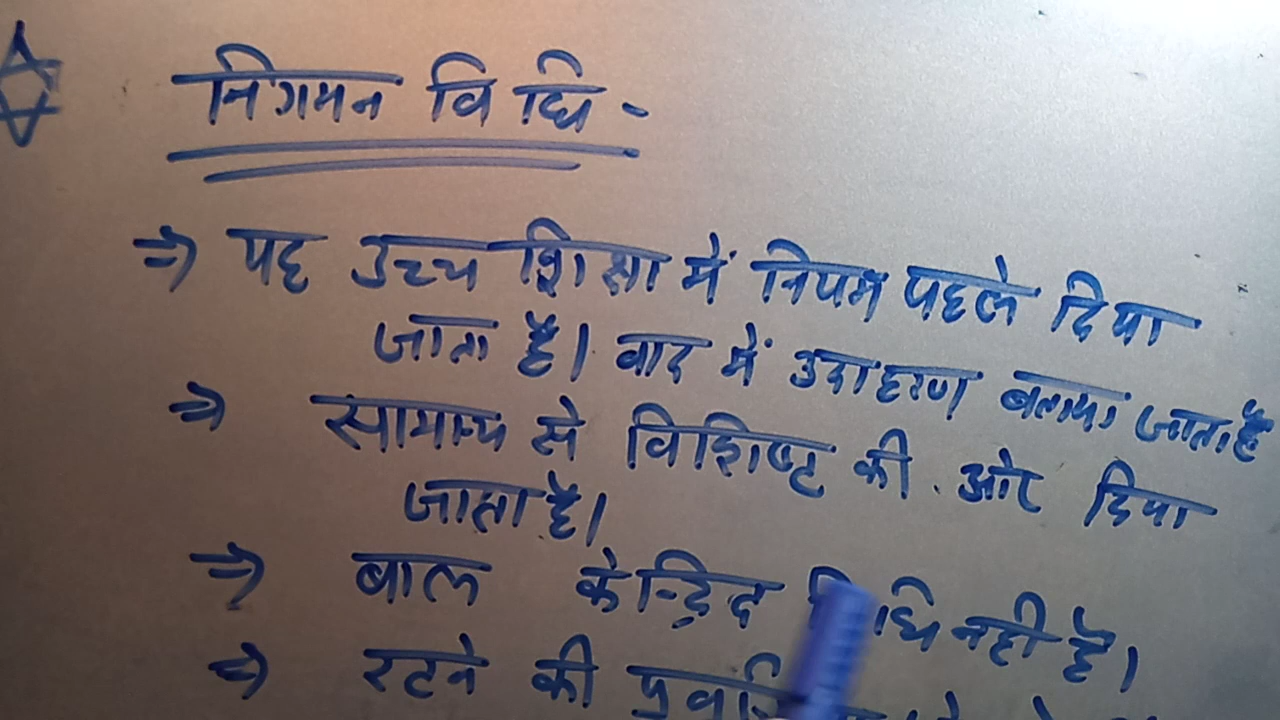 निगमन विधि -
⇒ यह उच्च शिक्षा में नियम पहले दिया
जाता है। बाद में उदाहरण बताया जाता है
⇒ सामान्य से विशिष्ट की ओर दिया
जाता है।
⇒ बाल केन्द्रिद विधि नही है।
⇒ रटने की